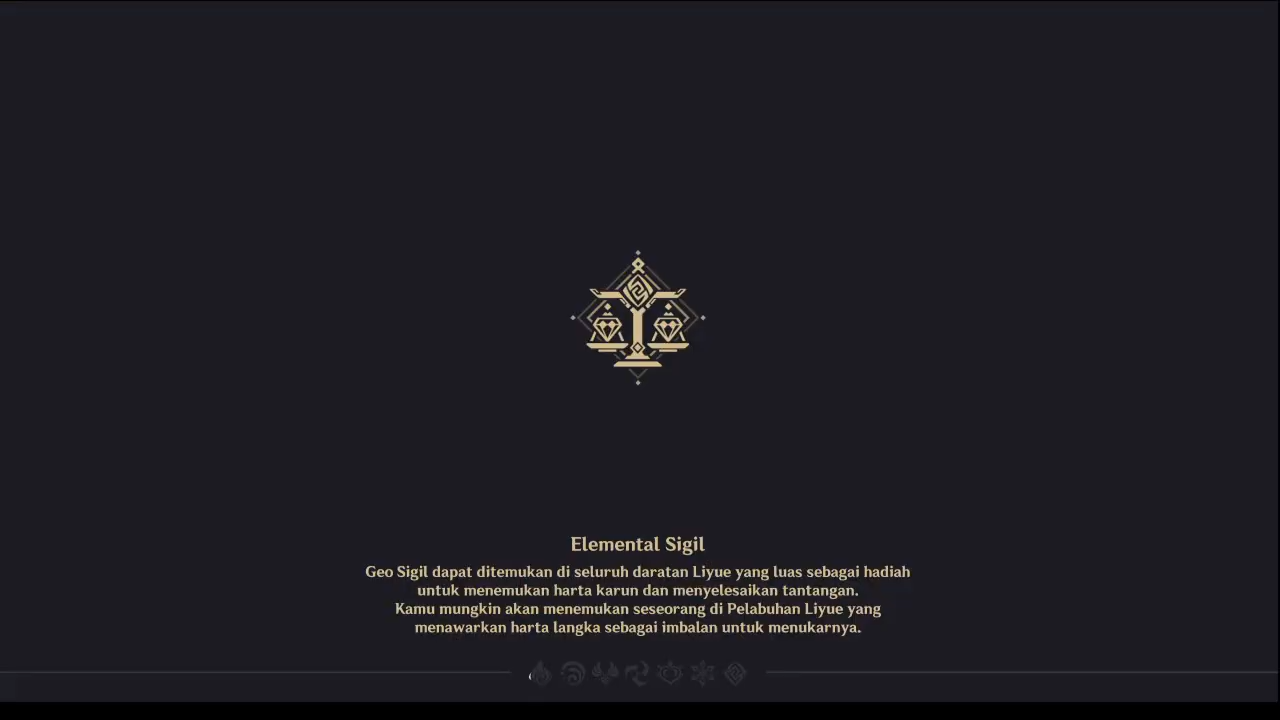 Elemental Sigil
Geo Sigil dapat ditemukan di seluruh daratan Liyue yang luas sebagai hadiah
untuk menemukan harta karun dan menyelesaikan tantangan.
Kamu mungkin akan menemukan seseorang di Pelabuhan Liyue yang
menawarkan harta langka sebagai imbalan untuk menukarnya.